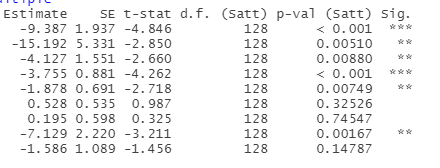 Estimate SE t-stat d.f. (Satt) p-val (Satt) Sig.
-9.387 1.937 -4.846 128 < 0.001 ***
-15.192 5.331 -2.850 128 0.00510 **
-4.127 1.551 -2.660 128 0.00880 **
-3.755 0.881 -4.262 128 < 0.001 ***
-1.878 0.691 -2.718 128 0.00749 **
0.528 0.535 0.987 128 0.32526
0.195 0.598 0.325 128 0.74547
-7.129 2.220 -3.211 128 0.00167 **
-1.586 1.089 -1.456 128 0.14787